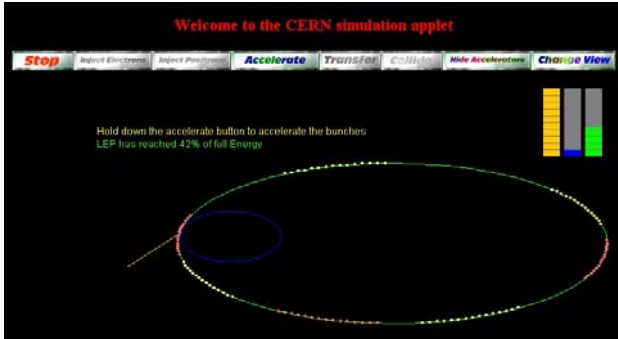 Welcome to the CERN simulation applet
Stop Inject Electrons Inject Positrons Accelerate Transfer Collide Hide Accelerators Change View
Hold down the accelerate button to accelerate the bunches
LEP has reached 42% of full Energy